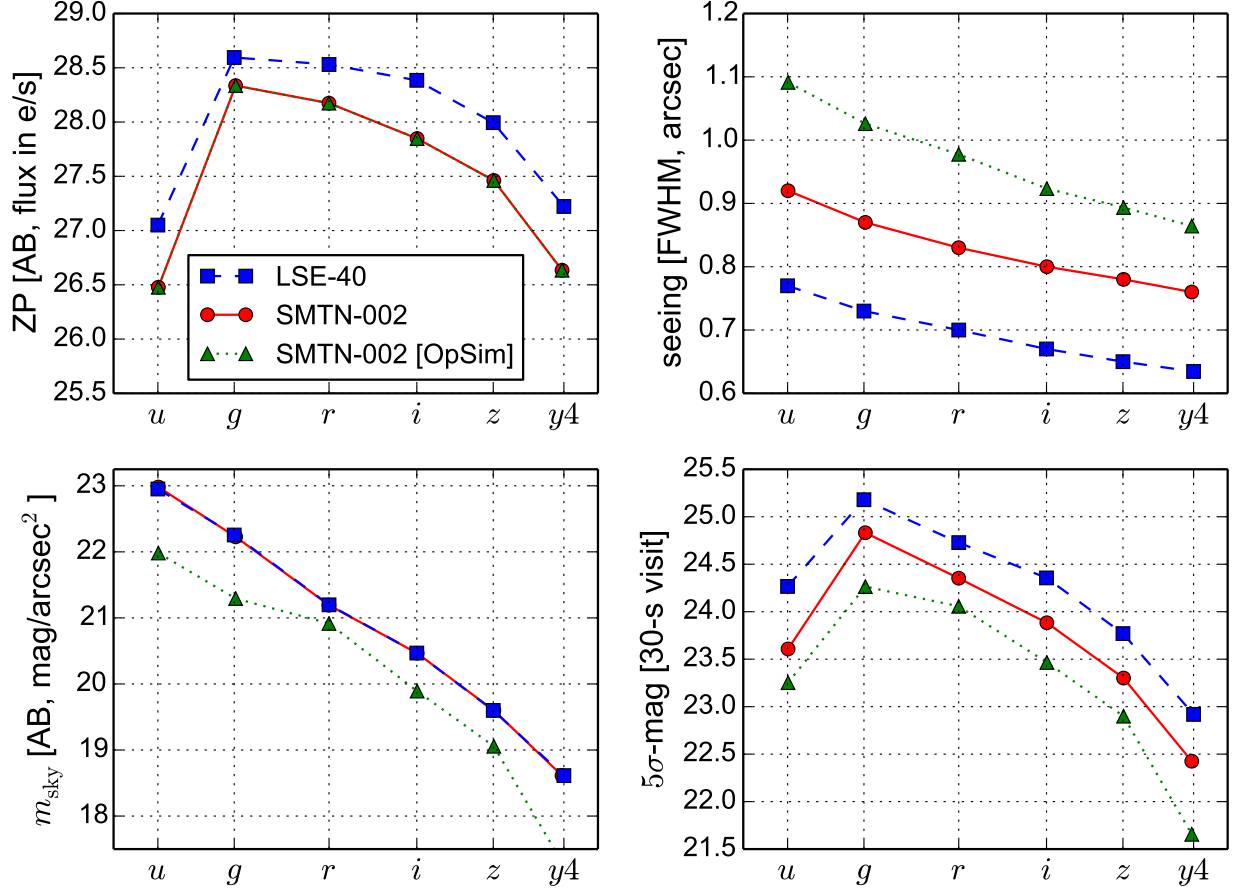 ZP [AB, flux in e/s]
29.0
28.5
28.0
27.5
27.0
26.5
26.0
25.5
LSE-40
SMTN-002
SMTN-002 [OpSim]
u g r i z y4
seeing [FWHM, arcsec]
1.2
1.1
1.0
0.9
0.8
0.7
0.6
u g r i z y4
m_sky [AB, mag/arcsec²]
23
22
21
20
19
18
u g r i z y4
5σ-mag [30-s visit]
25.5
25.0
24.5
24.0
23.5
23.0
22.5
22.0
21.5
u g r i z y4